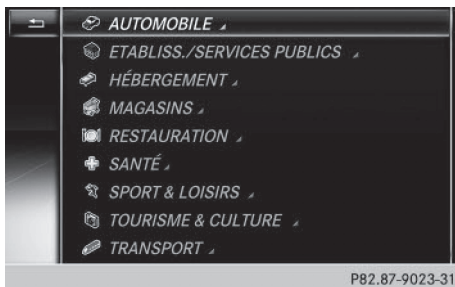 AUTOMOBILE
ETABLISS./SERVICES PUBLICS
HÉBERGEMENT
MAGASINS
RESTAURATION
SANTÉ
SPORT & LOISIRS
TOURISME & CULTURE
TRANSPORT
P82.87-9023-31